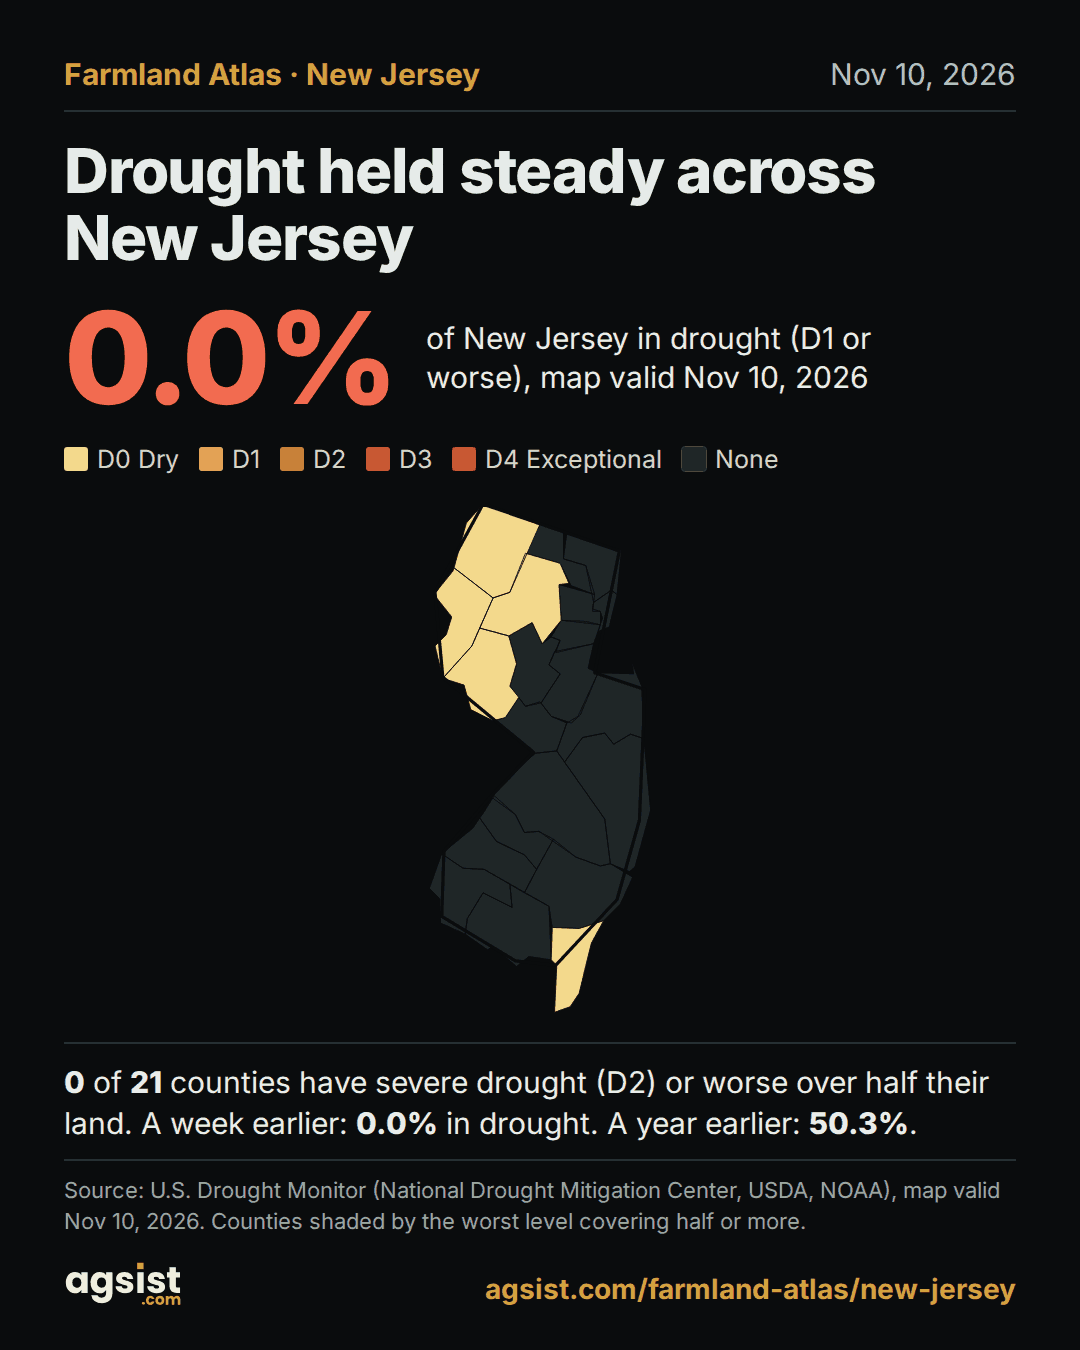 Farmland Atlas · New Jersey
Nov 10, 2026
Drought held steady across
New Jersey
0.0%
of New Jersey in drought (D1 or
worse), map valid Nov 10, 2026
D0 Dry D1 D2 D3 D4 Exceptional None
0 of 21 counties have severe drought (D2) or worse over half their
land. A week earlier: 0.0% in drought. A year earlier: 50.3%.
Source: U.S. Drought Monitor (National Drought Mitigation Center, USDA, NOAA), map valid
Nov 10, 2026. Counties shaded by the worst level covering half or more.
agsist
.com
agsist.com/farmland-atlas/new-jersey